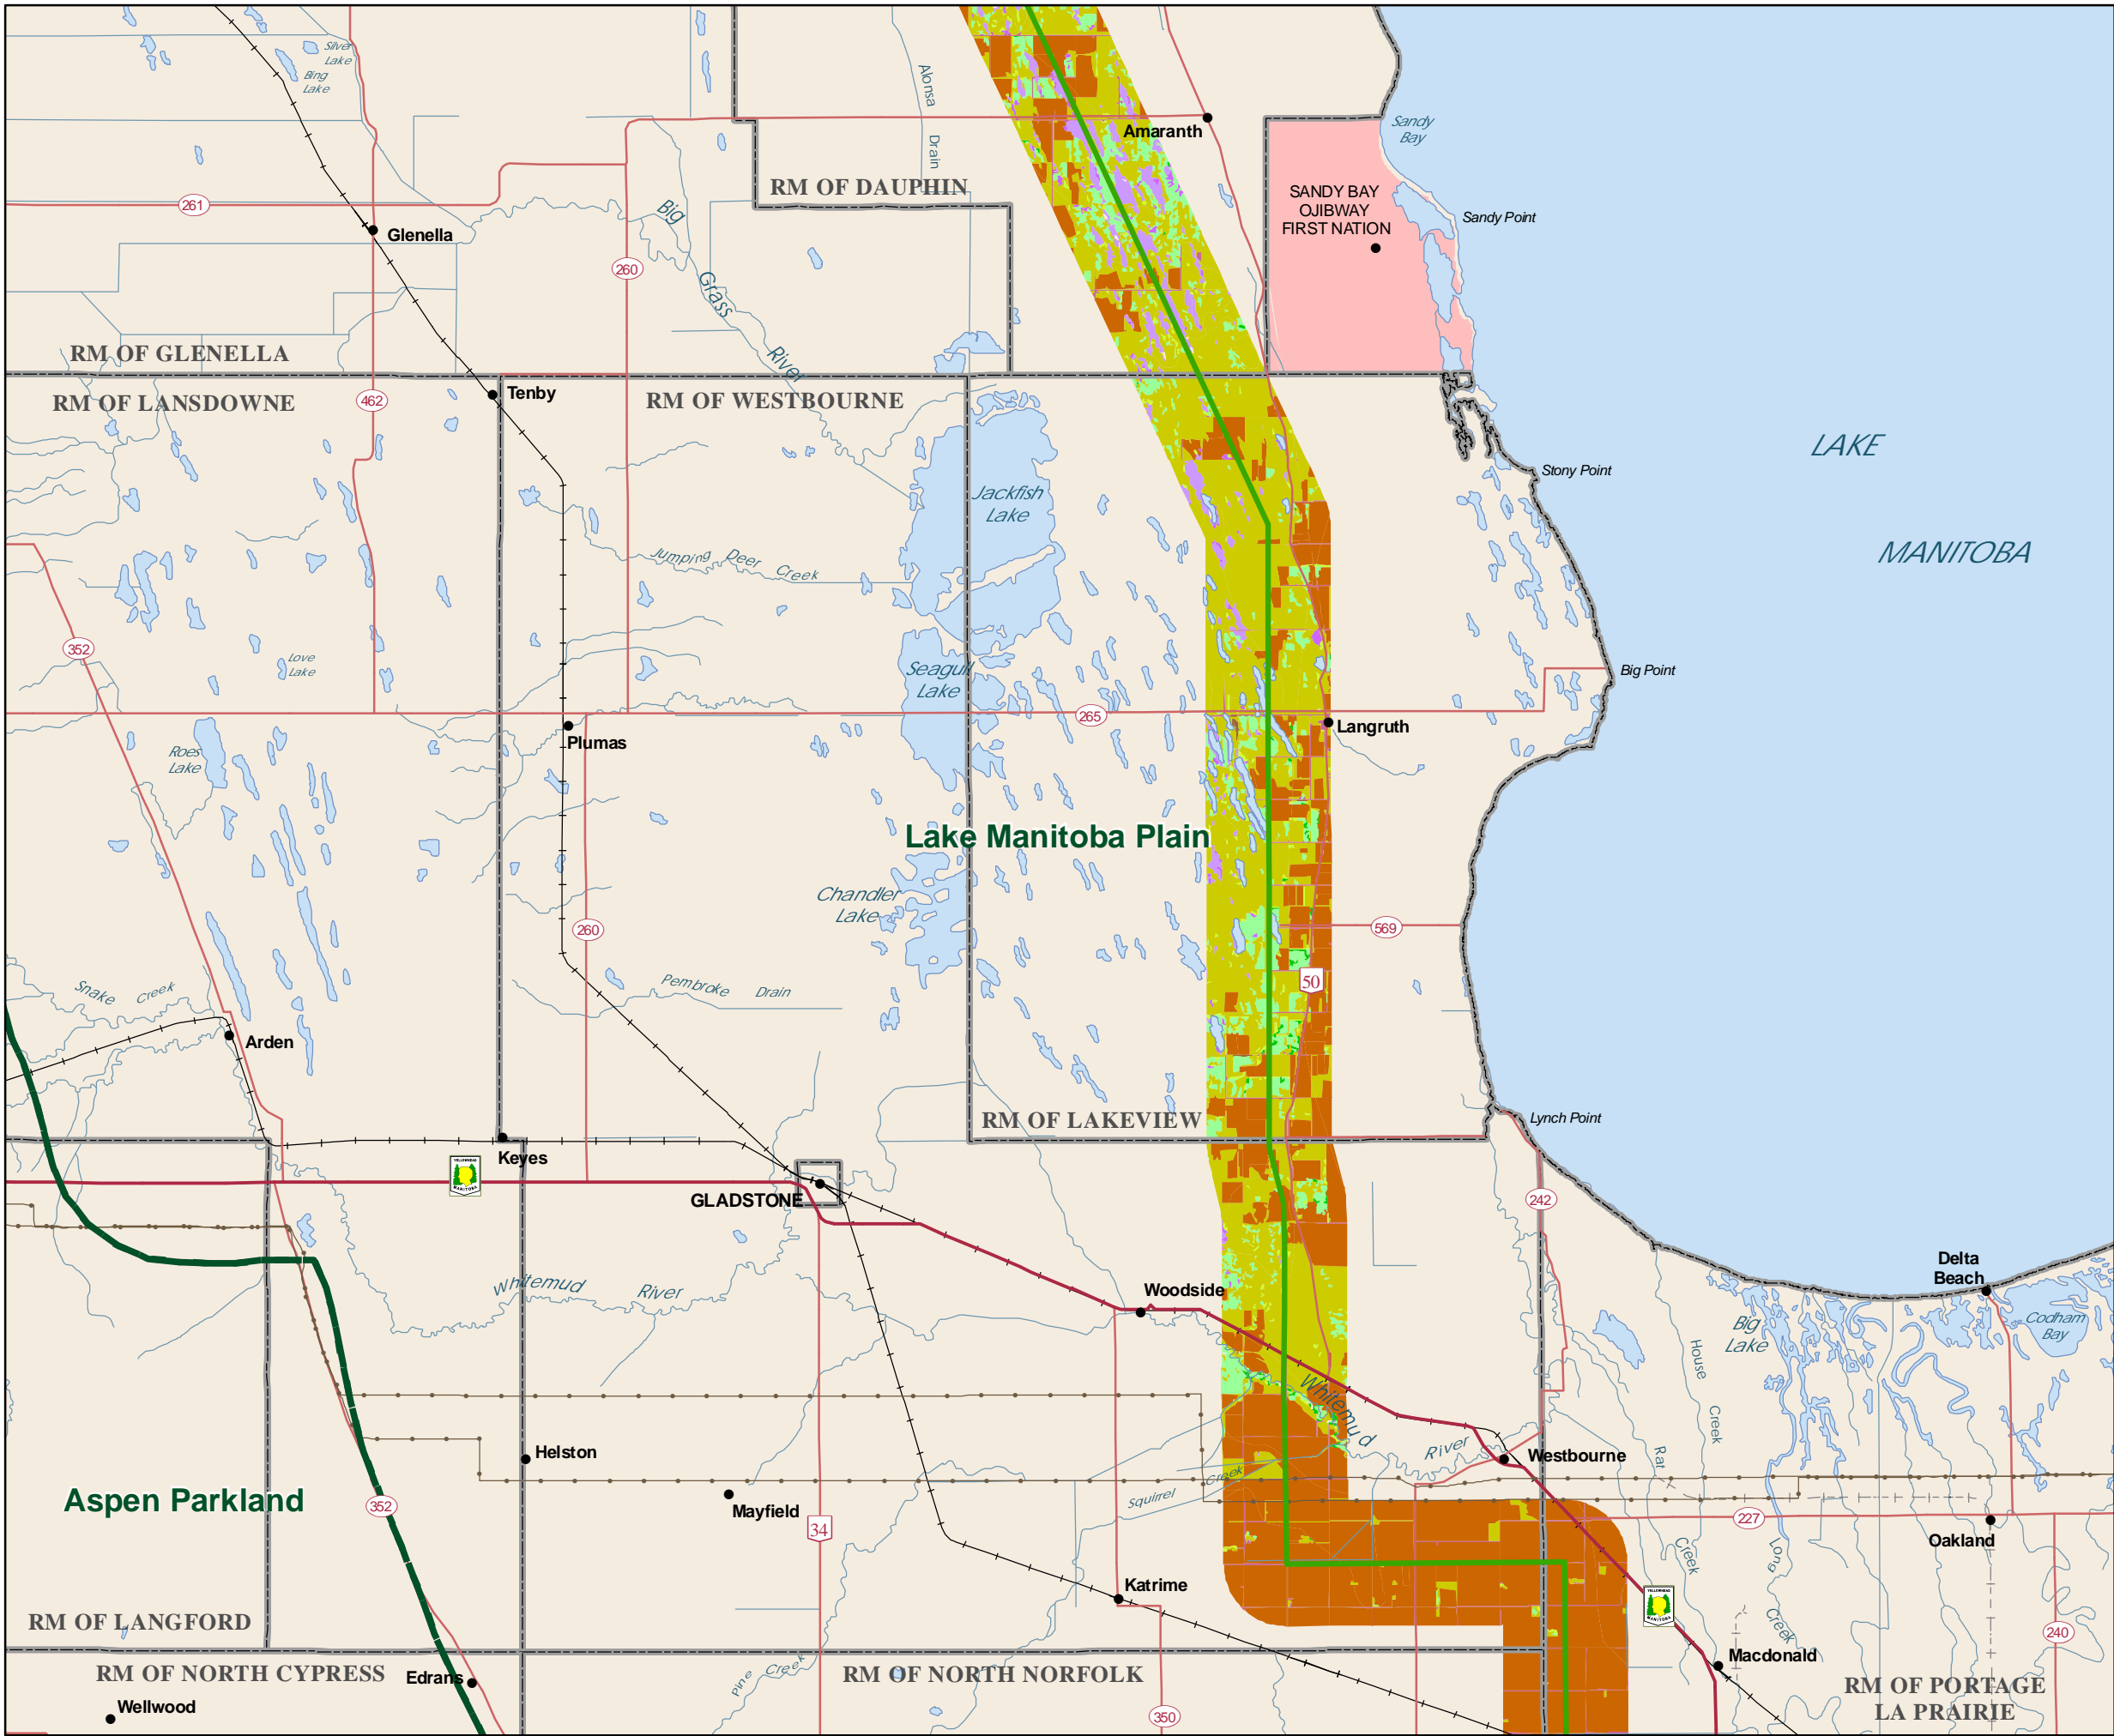 Silver
Lake
Bing
Lake
Alonsa
Drain
Amaranth
Sandy
Bay
RM OF DAUPHIN
SANDY BAY
OJIBWAY
FIRST NATION
Sandy Point
261
Glenella
260
Big
Grass
River
RM OF GLENELLA
RM OF LANSDOWNE
462
Tenby
RM OF WESTBOURNE
LAKE
MANITOBA
Stony Point
Jackfish
Lake
Jumping Deer Creek
352
Love
Lake
Seagull
Lake
Big Point
265
Langruth
Plumas
Roes
Lake
Lake Manitoba Plain
Chandler
Lake
260
569
50
Snake Creek
Pembroke Drain
Arden
RM OF LAKEVIEW
Lynch Point
Keyes
YELLOWHEAD
MANITOBA
GLADSTONE
242
Whitemud River
Woodside
Delta
Beach
Big
Lake
Codham
Bay
House
Creek
Whitemud
River
Westbourne
Rat
Creek
Helston
Squirrel Creek
Aspen Parkland
352
Mayfield
34
227
Oakland
Long
Creek
Katrime
YELLOWHEAD
MANITOBA
RM OF LANGFORD
240
RM OF NORTH CYPRESS
Edrans
Pine Creek
RM OF NORTH NORFOLK
Macdonald
RM OF PORTAGE
LA PRAIRIE
Wellwood
350